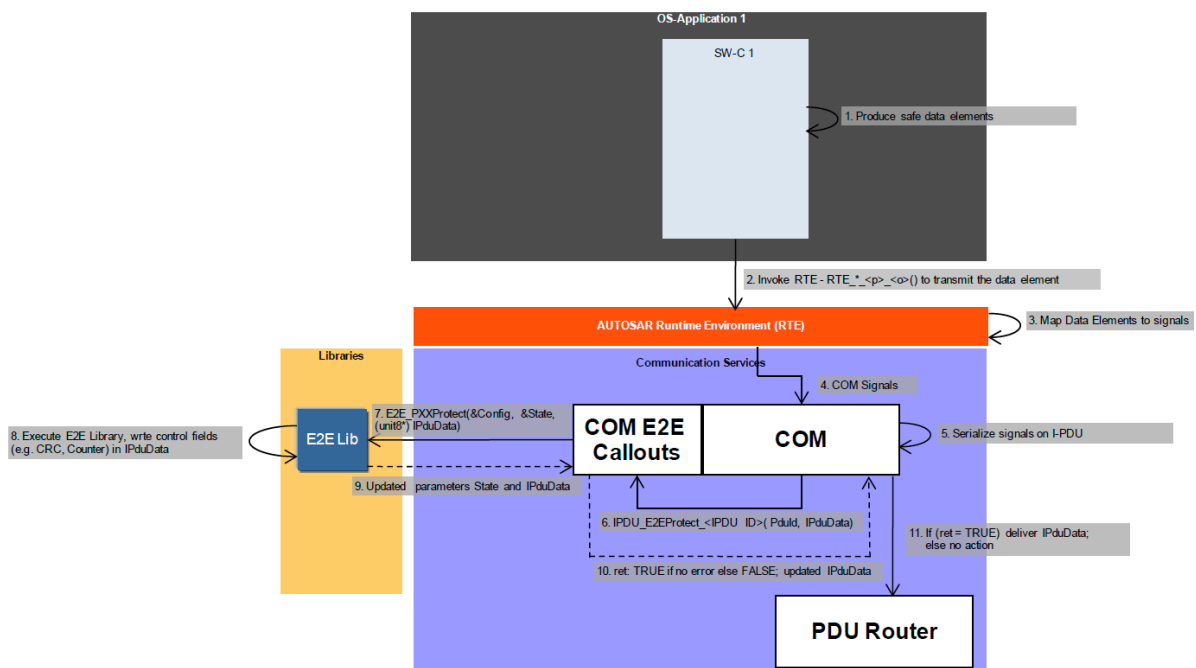 OS-Application 1
SW-C 1
1. Produce safe data elements
2. Invoke RTE - RTE_*_<p>_<o>() to transmit the data element
AUTOSAR Runtime Environment (RTE)
3. Map Data Elements to signals
Libraries
Communication Services
4. COM Signals
7. E2E_PXXProtect(&Config, &State,
(unit8*) IPduData)
8. Execute E2E Library, wrte control fields
(e.g. CRC, Counter) in IPduData
E2E Lib
COM E2E
Callouts
COM
5. Serialize signals on I-PDU
9. Updated parameters State and IPduData
6. IPDU_E2EProtect_<IPDU ID>( PduId, IPduData)
11. If (ret = TRUE) deliver IPduData;
else no action
10. ret: TRUE if no error else FALSE; updated IPduData
PDU Router